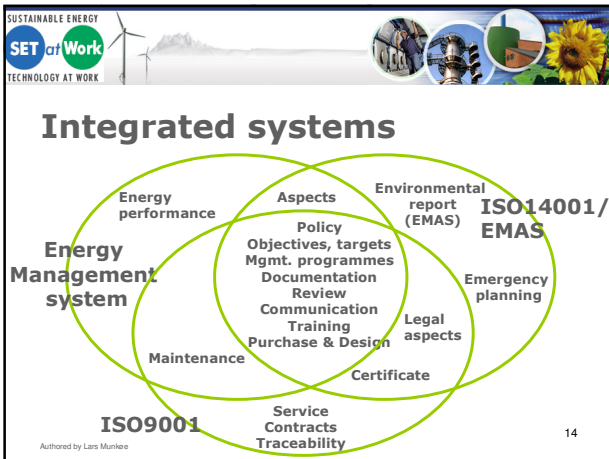 SUSTAINABLE ENERGY
SET at Work
TECHNOLOGY AT WORK
Integrated systems
Energy
performance
Aspects
Environmental
report
(EMAS)
ISO14001/
EMAS
Energy
Management
system
Policy
Objectives, targets
Mgmt. programmes
Documentation
Review
Communication
Training
Purchase & Design
Emergency
planning
Legal
aspects
Maintenance
Certificate
ISO9001
Service
Contracts
Traceability
Authored by Lars Munkøe
14